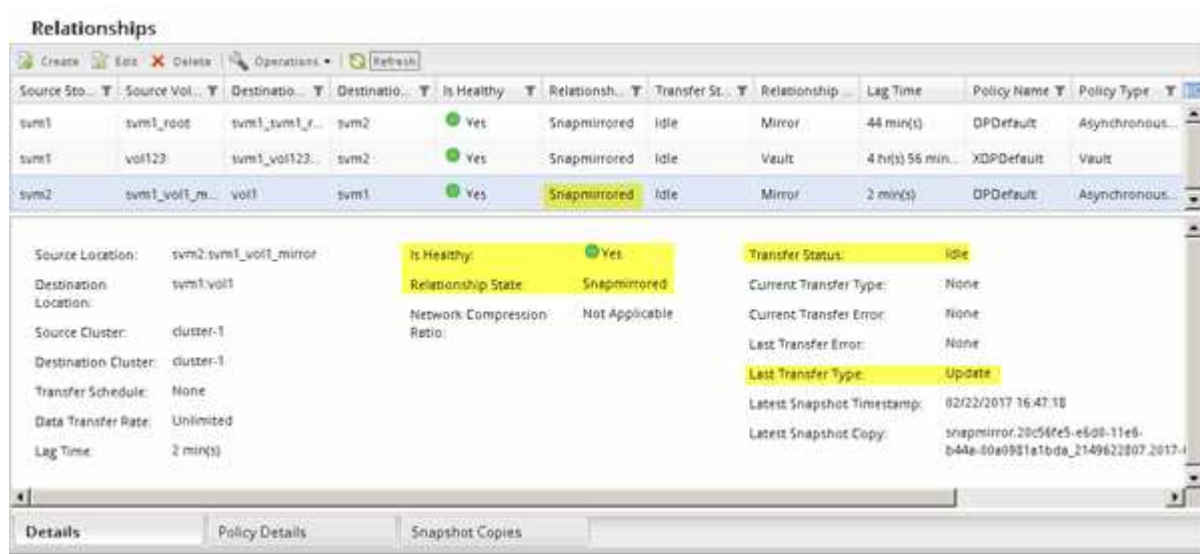 Relationships
Create Edit Delete Operations Refresh
Source Sto... Source Vol... Destinatio... Destinatio... Is Healthy Relationsh... Transfer St... Relationship ... Lag Time Policy Name Policy Type
svm1 svm1_root svm1_svm1_r... svm2 Yes Snapmirrored Idle Mirror 44 min(s) DPDefault Asynchronous...
svm1 vol123 svm1_vol123... svm2 Yes Snapmirrored Idle Vault 4 hr(s) 56 min... XDPDefault Vault
svm2 svm1_vol1_m... vol1 svm1 Yes Snapmirrored Idle Mirror 2 min(s) DPDefault Asynchronous...
Source Location: svm2:svm1_vol1_mirror Is Healthy: Yes Transfer Status: Idle
Destination Location: svm1:vol1 Relationship State: Snapmirrored Current Transfer Type: None
Network Compression Ratio: Not Applicable Current Transfer Error: None
Source Cluster: cluster-1 Last Transfer Error: None
Destination Cluster: cluster-1 Last Transfer Type: Update
Transfer Schedule: None Latest Snapshot Timestamp: 02/22/2017 16:47:18
Data Transfer Rate: Unlimited Latest Snapshot Copy: snapmirror.20c56fe5-e6d0-11e6-
Lag Time: 2 min(s) b44a-00a0981a1bda_2149622807.2017-
Details Policy Details Snapshot Copies